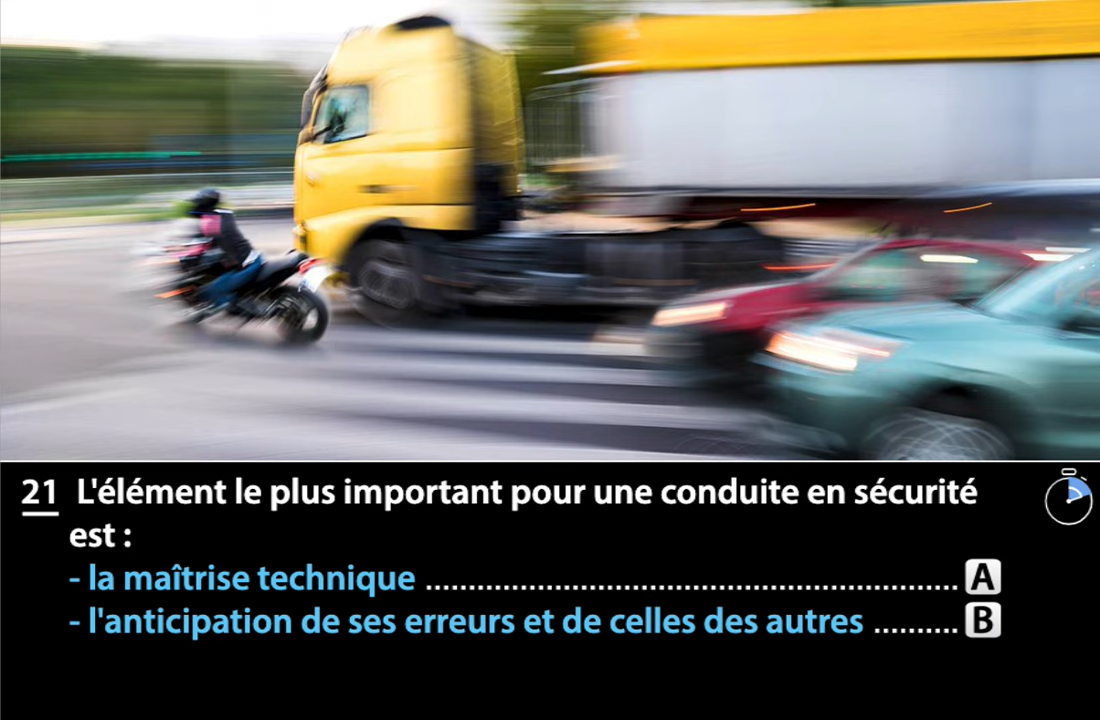 21 L'élément le plus important pour une conduite en sécurité
est :
- la maîtrise technique ........................................................... A
- l'anticipation de ses erreurs et de celles des autres .......... B